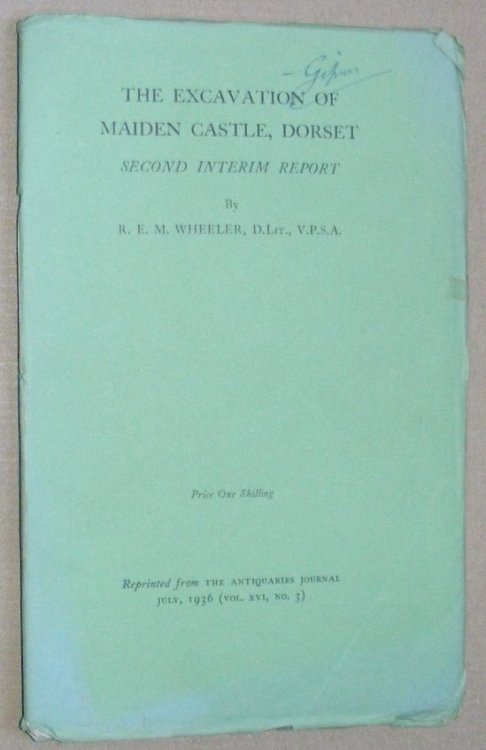 THE EXCAVATION OF
MAIDEN CASTLE, DORSET
SECOND INTERIM REPORT
By
R. E. M. WHEELER, D.LIT., V.P.S.A.
Price One Shilling
Reprinted from THE ANTIQUARIES JOURNAL
JULY, 1936 (VOL. XVI, NO. 3)